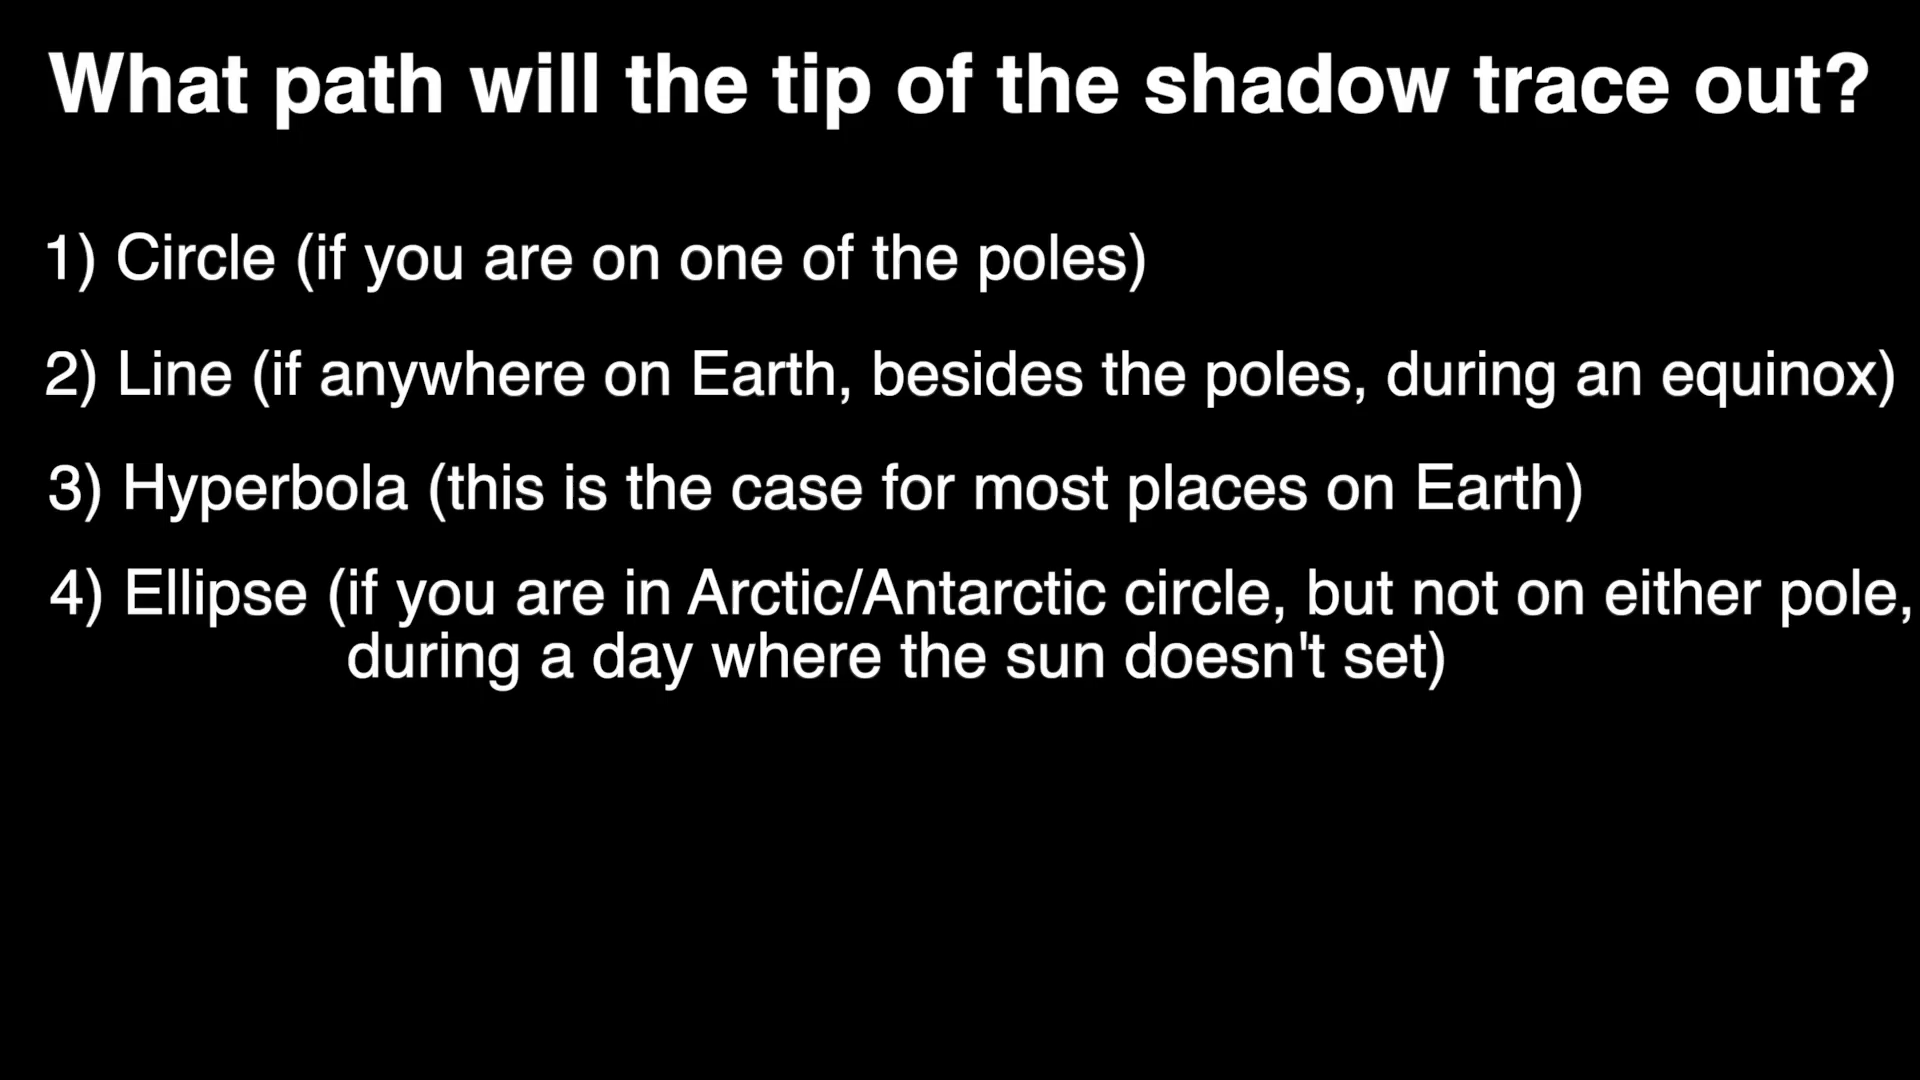 What path will the tip of the shadow trace out?
1) Circle (if you are on one of the poles)
2) Line (if anywhere on Earth, besides the poles, during an equinox)
3) Hyperbola (this is the case for most places on Earth)
4) Ellipse (if you are in Arctic/Antarctic circle, but not on either pole,
during a day where the sun doesn't set)